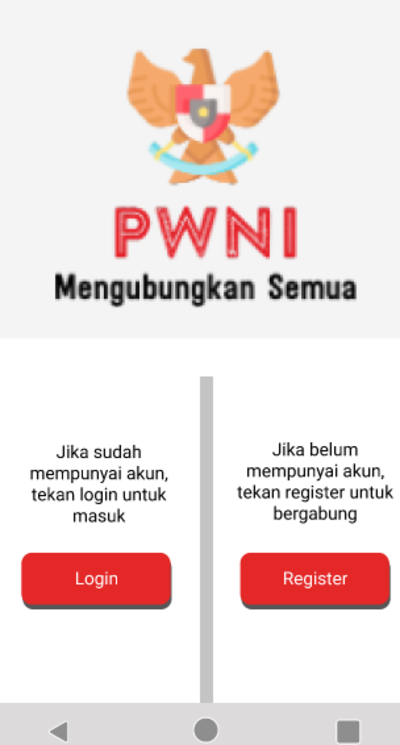 PWNI
Mengubungkan Semua
Jika sudah
mempunyai akun,
tekan login untuk
masuk
Login
Jika belum
mempunyai akun,
tekan register untuk
bergabung
Register